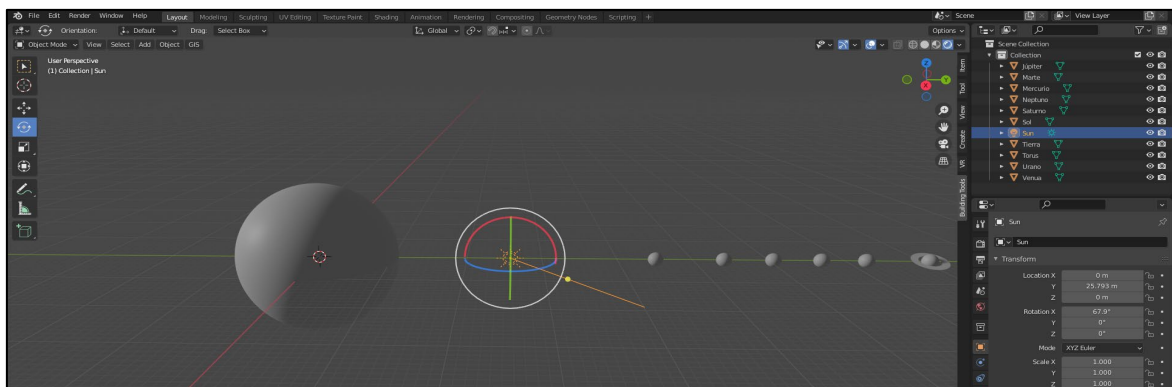 File Edit Render Window Help Layout Modeling Sculpting UV Editing Texture Paint Shading Animation Rendering Compositing Geometry Nodes Scripting + Scene View Layer
Orientation: Default Drag: Select Box Global Options
Object Mode View Select Add Object GIS
User Perspective
(1) Collection | Sun
Z
Y
X
Item
Tool
View
Create
VR
Building Tools
Scene Collection
Collection
Júpiter
Marte
Mercurio
Neptuno
Saturno
Sol
Sun
Tierra
Torus
Urano
Venua
Sun
Sun
Transform
Location X 0 m
Y 25.793 m
Z 0 m
Rotation X 67.9°
Y 0°
Z 0°
Mode XYZ Euler
Scale X 1.000
Y 1.000
Z 1.000